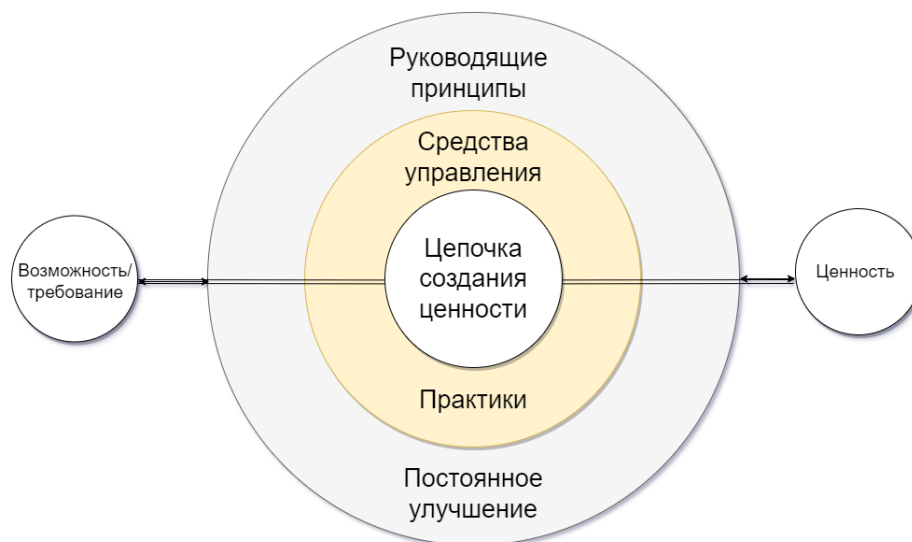 Руководящие
принципы
Средства
управления
Возможность/
требование
Цепочка
создания
ценности
Ценность
Практики
Постоянное
улучшение